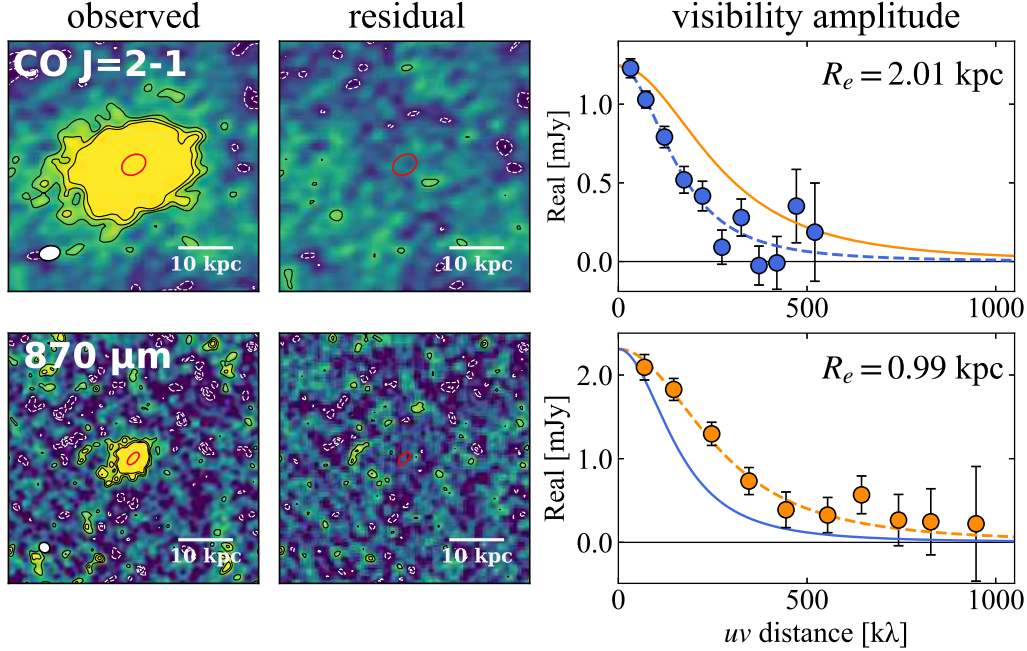 observed residual visibility amplitude
CO J=2-1
10 kpc
10 kpc
Real [mJy]
1.0
0.5
0.0
Rₑ = 2.01 kpc
0 500 1000
870 μm
10 kpc
10 kpc
Real [mJy]
2.0
1.0
0.0
Rₑ = 0.99 kpc
0 500 1000
uv distance [kλ]